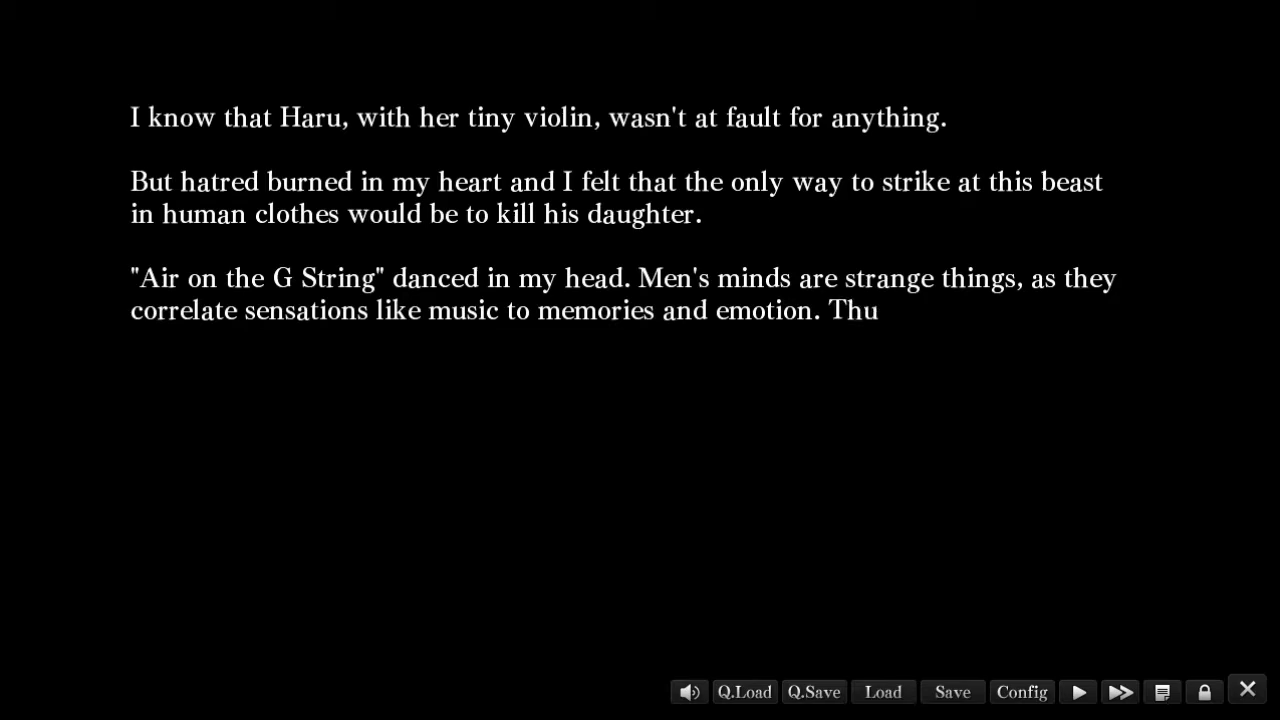 I know that Haru, with her tiny violin, wasn't at fault for anything.
But hatred burned in my heart and I felt that the only way to strike at this beast
in human clothes would be to kill his daughter.
"Air on the G String" danced in my head. Men's minds are strange things, as they
correlate sensations like music to memories and emotion. Thu
Q.Load Q.Save Load Save Config